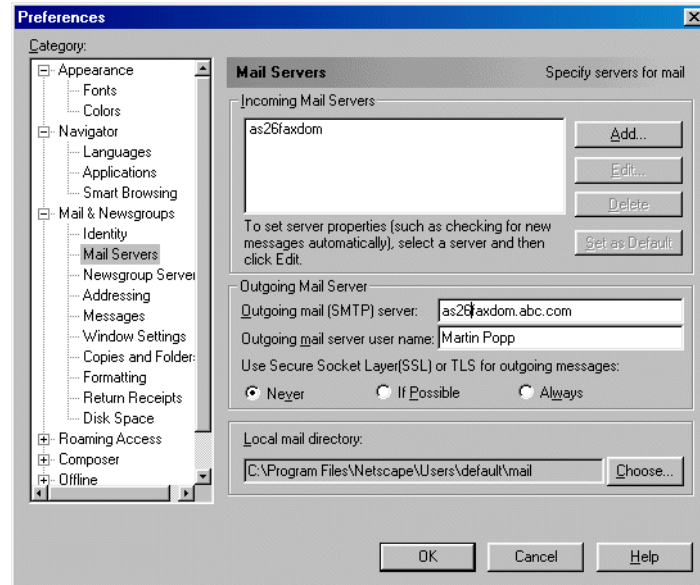 Preferences
Category:
Appearance
Fonts
Colors
Navigator
Languages
Applications
Smart Browsing
Mail & Newsgroups
Identity
Mail Servers
Newsgroup Server
Addressing
Messages
Window Settings
Copies and Folder
Formatting
Return Receipts
Disk Space
Roaming Access
Composer
Offline
Mail Servers Specify servers for mail
Incoming Mail Servers
as26faxdom
Add...
Edit...
Delete
Set as Default
To set server properties (such as checking for new
messages automatically), select a server and then
click Edit.
Outgoing Mail Server
Outgoing mail (SMTP) server: as26faxdom.abc.com
Outgoing mail server user name: Martin Popp
Use Secure Socket Layer(SSL) or TLS for outgoing messages:
Never If Possible Always
Local mail directory:
C:\Program Files\Netscape\Users\default\mail Choose...
OK Cancel Help